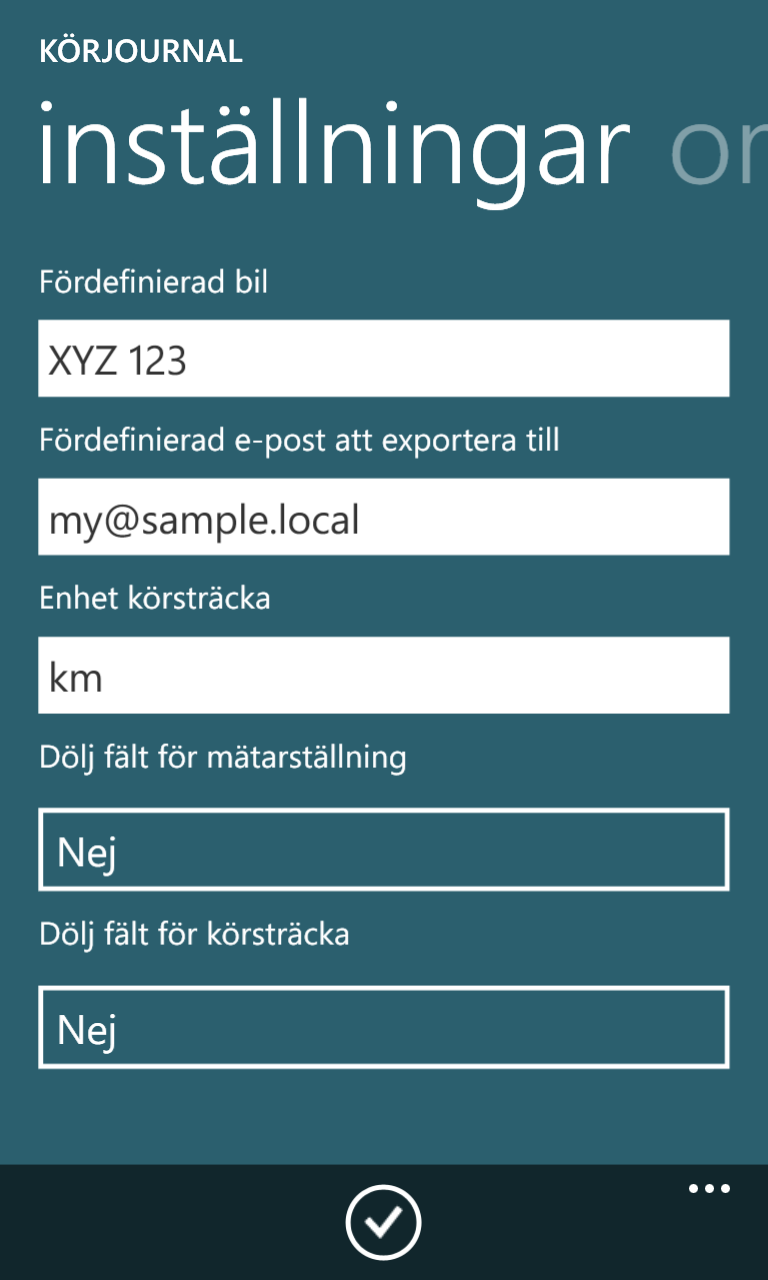 KÖRJOURNAL
inställningar
Fördefinierad bil
XYZ 123
Fördefinierad e-post att exportera till
my@sample.local
Enhet körsträcka
km
Dölj fält för mätarställning
Nej
Dölj fält för körsträcka
Nej